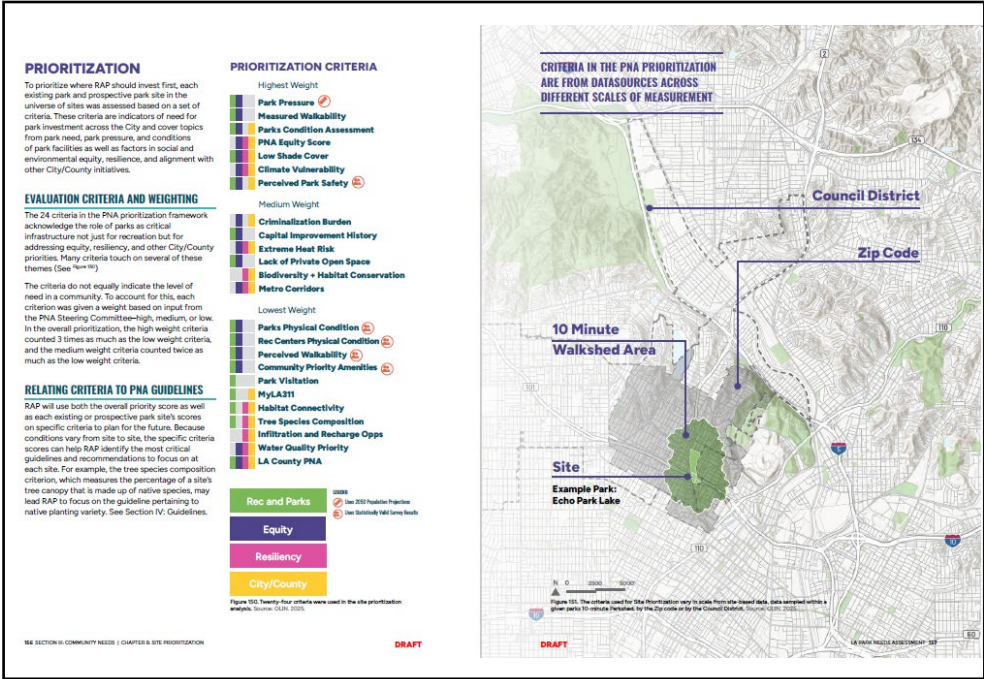 PRIORITIZATION
To prioritize where RAP should invest first, each
existing park and prospective park site in the
universe of sites was assessed based on a set of
criteria. These criteria are indicators of need for
park investment across the City and cover topics
from park need, park pressure, and conditions
of park facilities as well as factors in social and
environmental equity, resilience, and alignment with
other City/County initiatives.
EVALUATION CRITERIA AND WEIGHTING
The 24 criteria in the PNA prioritization framework
acknowledge the role of parks as critical
infrastructure not just for recreation but for
addressing equity, resiliency, and other City/County
priorities. Many criteria touch on several of these
themes (See Figure 150)
The criteria do not equally indicate the level of
need in a community. To account for this, each
criterion was given a weight based on input from
the PNA Steering Committee—high, medium, or low.
In the overall prioritization, the high weight criteria
counted 3 times as much as the low weight criteria,
and the medium weight criteria counted twice as
much as the low weight criteria.
RELATING CRITERIA TO PNA GUIDELINES
RAP will use both the overall priority score as well
as each existing or prospective park site's scores
on specific criteria to plan for the future. Because
conditions vary from site to site, the specific criteria
scores can help RAP identify the most critical
guidelines and recommendations to focus on at
each site. For example, the tree species composition
criterion, which measures the percentage of a site's
tree canopy that is made up of native species, may
lead RAP to focus on the guideline pertaining to
native planting variety. See Section IV: Guidelines.
PRIORITIZATION CRITERIA
Highest Weight
Park Pressure
Measured Walkability
Parks Condition Assessment
PNA Equity Score
Low Shade Cover
Climate Vulnerability
Perceived Park Safety
Medium Weight
Criminalization Burden
Capital Improvement History
Extreme Heat Risk
Lack of Private Open Space
Biodiversity + Habitat Conservation
Metro Corridors
Lowest Weight
Parks Physical Condition
Rec Centers Physical Condition
Perceived Walkability
Community Priority Amenities
Park Visitation
MyLA311
Habitat Connectivity
Tree Species Composition
Infiltration and Recharge Opps
Water Quality Priority
LA County PNA
Rec and Parks
Equity
Resiliency
City/County
LEGEND
Uses 2050 Population Projections
Uses Statistically Valid Survey Results
Figure 150. Twenty-four criteria were used in the site prioritization
analysis. Source: OLIN, 2025.
156 SECTION III: COMMUNITY NEEDS | CHAPTER 8: SITE PRIORITIZATION
DRAFT
CRITERIA IN THE PNA PRIORITIZATION
ARE FROM DATASOURCES ACROSS
DIFFERENT SCALES OF MEASUREMENT
2
134
Council District
Zip Code
110
10 Minute
Walkshed Area
101
5
Site
Example Park:
Echo Park Lake
110
10
N 0 2500 5000'
Figure 151. The criteria used for Site Prioritization vary in scale from site-based data, data sampled within a
given parks 10-minute Parkshed, by the Zip code or by the Council District. Source: OLIN, 2025.
10
60
DRAFT
LA PARK NEEDS ASSESSMENT 157